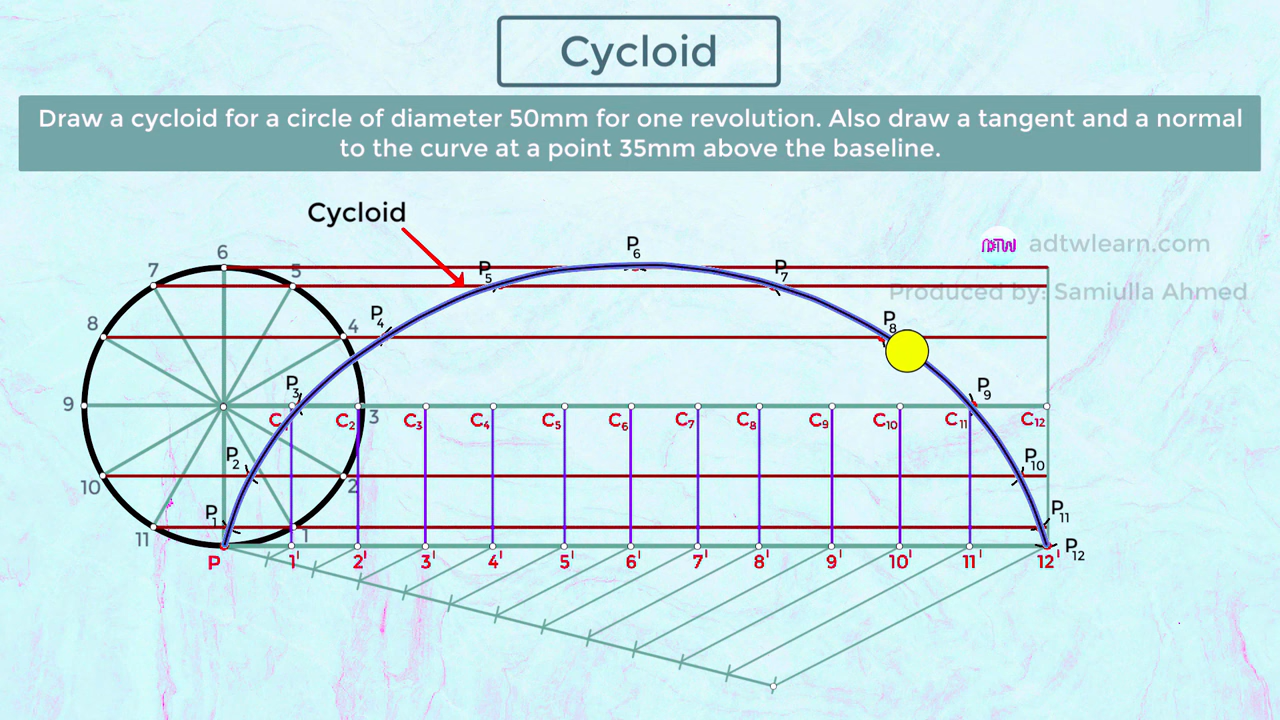 Cycloid
Draw a cycloid for a circle of diameter 50mm for one revolution. Also draw a tangent and a normal
to the curve at a point 35mm above the baseline.
Cycloid
adtwlearn.com
Produced by: Samiulla Ahmed
P₆
6
7
5
P₅
P₇
8
4
P₄
P₈
P₃
P₉
9
3
C
C₂
C₃
C₄
C₅
C₆
C₇
C₈
C₉
C₁₀
C₁₁
C₁₂
P₂
P₁₀
10
2
P₁
P₁₁
11
1
P₁₂
P
1'
2'
3'
4'
5'
6'
7'
8'
9'
10'
11'
12'